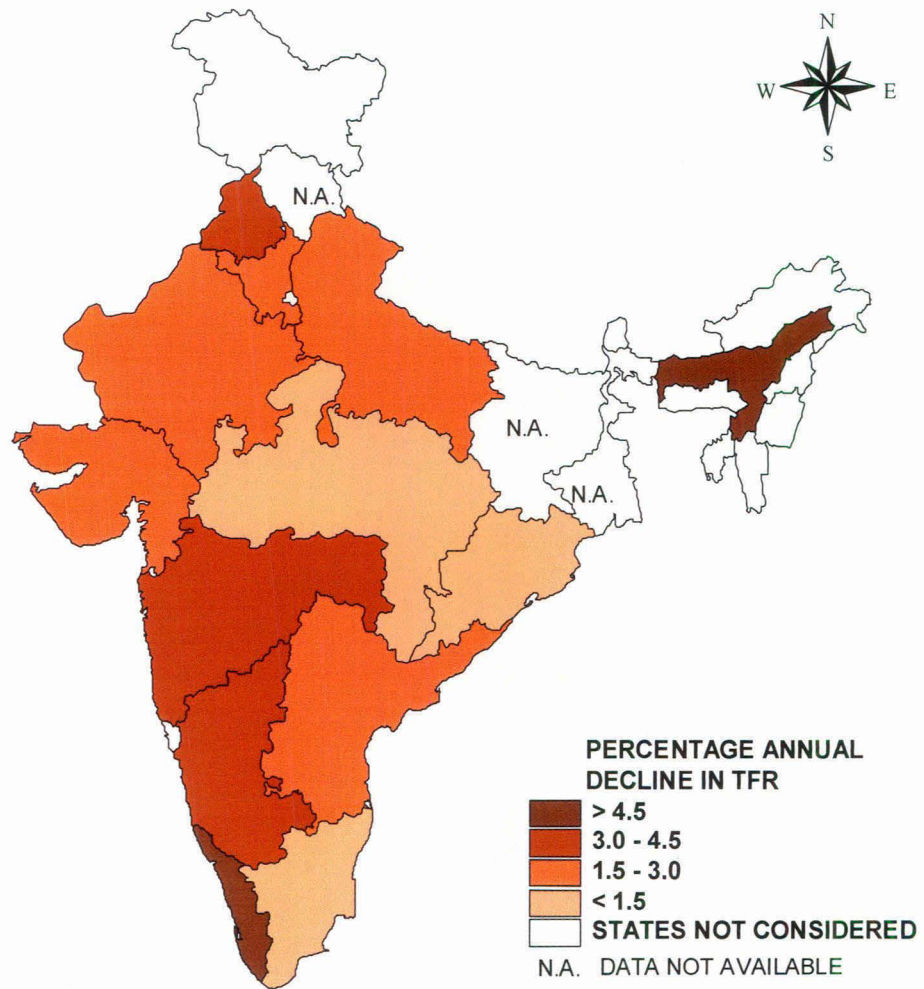 N
W E
S
N.A.
N.A.
N.A.
PERCENTAGE ANNUAL
DECLINE IN TFR
> 4.5
3.0 - 4.5
1.5 - 3.0
< 1.5
STATES NOT CONSIDERED
N.A. DATA NOT AVAILABLE